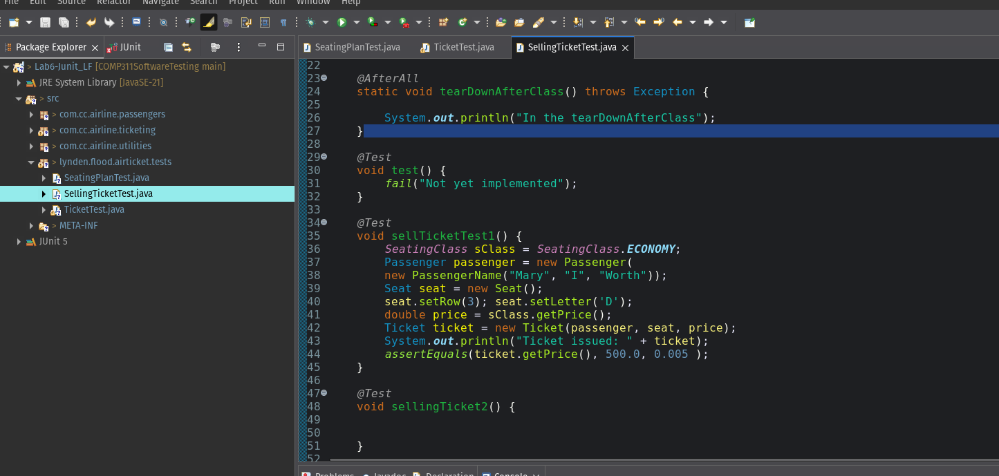 File Edit Source Refactor Navigate Search Project Run Window Help
Package Explorer JUnit
SeatingPlanTest.java TicketTest.java SellingTicketTest.java
> Lab6-Junit_LF [COMP311SoftwareTesting main]
JRE System Library [JavaSE-21]
> src
> com.cc.airline.passengers
> com.cc.airline.ticketing
> com.cc.airline.utilities
> lynden.flood.airticket.tests
SeatingPlanTest.java
SellingTicketTest.java
TicketTest.java
> META-INF
JUnit 5
22
23 @AfterAll
24 static void tearDownAfterClass() throws Exception {
25
26 System.out.println("In the tearDownAfterClass");
27 }
28
29 @Test
30 void test() {
31 fail("Not yet implemented");
32 }
33
34 @Test
35 void sellTicketTest1() {
36 SeatingClass sClass = SeatingClass.ECONOMY;
37 Passenger passenger = new Passenger(
38 new PassengerName("Mary", "I", "Worth"));
39 Seat seat = new Seat();
40 seat.setRow(3); seat.setLetter('D');
41 double price = sClass.getPrice();
42 Ticket ticket = new Ticket(passenger, seat, price);
43 System.out.println("Ticket issued: " + ticket);
44 assertEquals(ticket.getPrice(), 500.0, 0.005 );
45 }
46
47 @Test
48 void sellingTicket2() {
49
50
51 }
52
Problems Javadoc Declaration Console